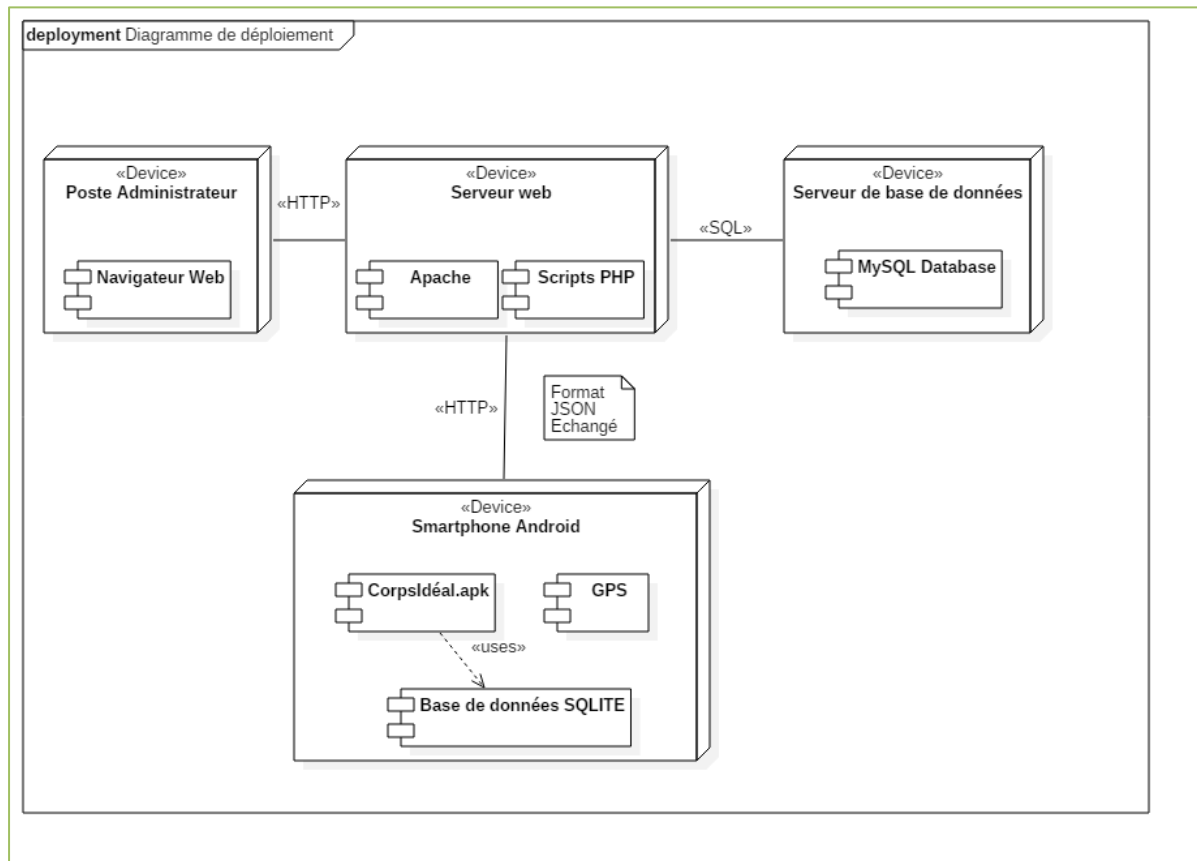 deployment Diagramme de déploiement
«Device»
Poste Administrateur
Navigateur Web
«HTTP»
«Device»
Serveur web
Apache
Scripts PHP
«SQL»
«Device»
Serveur de base de données
MySQL Database
«HTTP»
Format
JSON
Echangé
«Device»
Smartphone Android
CorpsIdéal.apk
GPS
«uses»
Base de données SQLITE